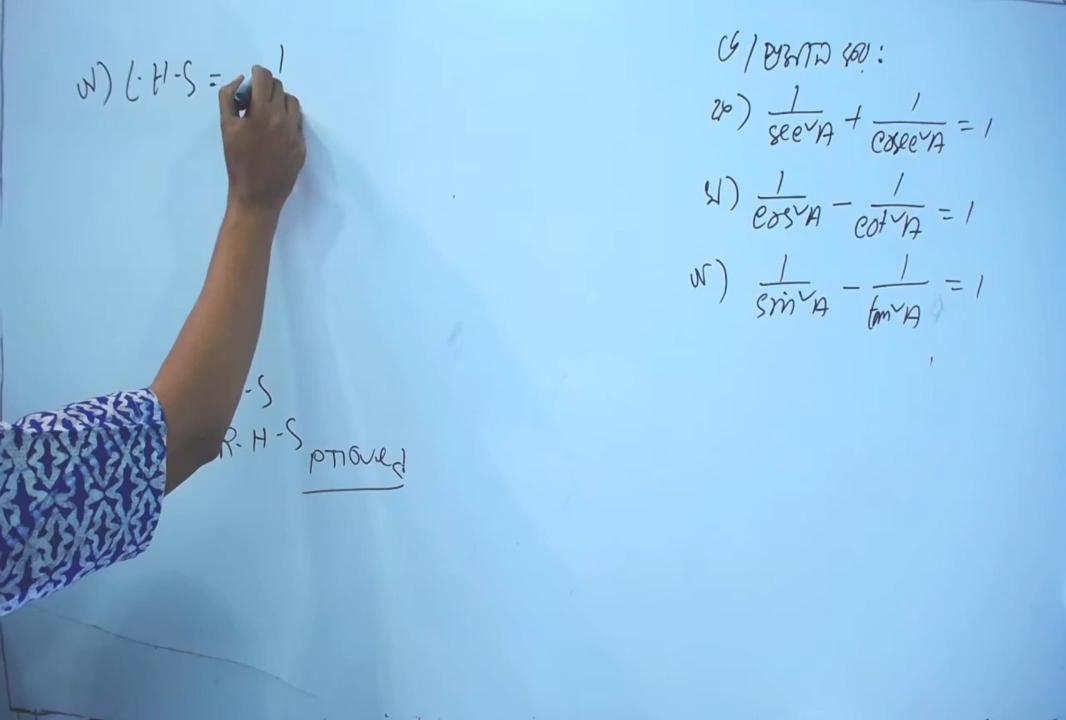 গ) L.H-S = 1
-S
R-H-S proved
৩/ প্রমাণ কর:
ক) 1/sec²A + 1/cosec²A = 1
খ) 1/cos²A - 1/cot²A = 1
গ) 1/sin²A - 1/tan²A = 1